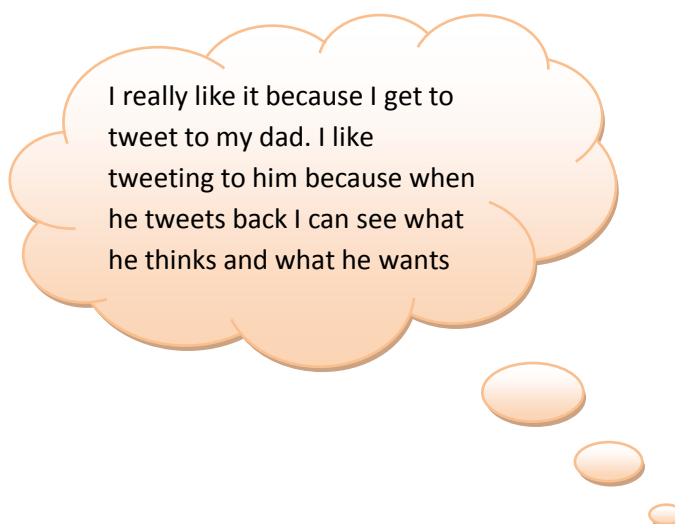 I really like it because I get to
tweet to my dad. I like
tweeting to him because when
he tweets back I can see what
he thinks and what he wants